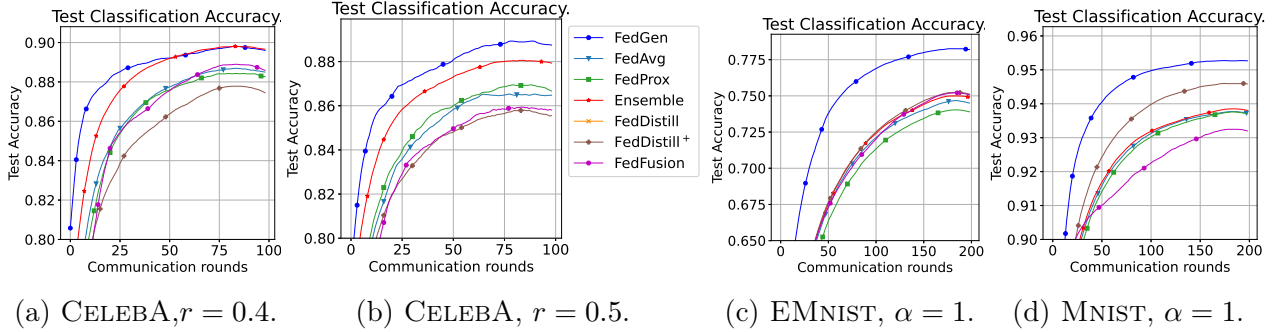 Test Classification Accuracy.
Test Accuracy
0.90
0.88
0.86
0.84
0.82
0.80
0 25 50 75 100
Communication rounds
(a) CELEBA,r = 0.4.
Test Classification Accuracy.
Test Accuracy
0.90
0.88
0.86
0.84
0.82
0.80
0 25 50 75 100
Communication rounds
(b) CELEBA, r = 0.5.
FedGen
FedAvg
FedProx
Ensemble
FedDistill
FedDistill⁺
FedFusion
Test Classification Accuracy.
Test Accuracy
0.775
0.750
0.725
0.700
0.675
0.650
0 50 100 150 200
Communication rounds
(c) EMNIST, α = 1.
Test Classification Accuracy.
Test Accuracy
0.96
0.95
0.94
0.93
0.92
0.91
0.90
0 50 100 150 200
Communication rounds
(d) MNIST, α = 1.